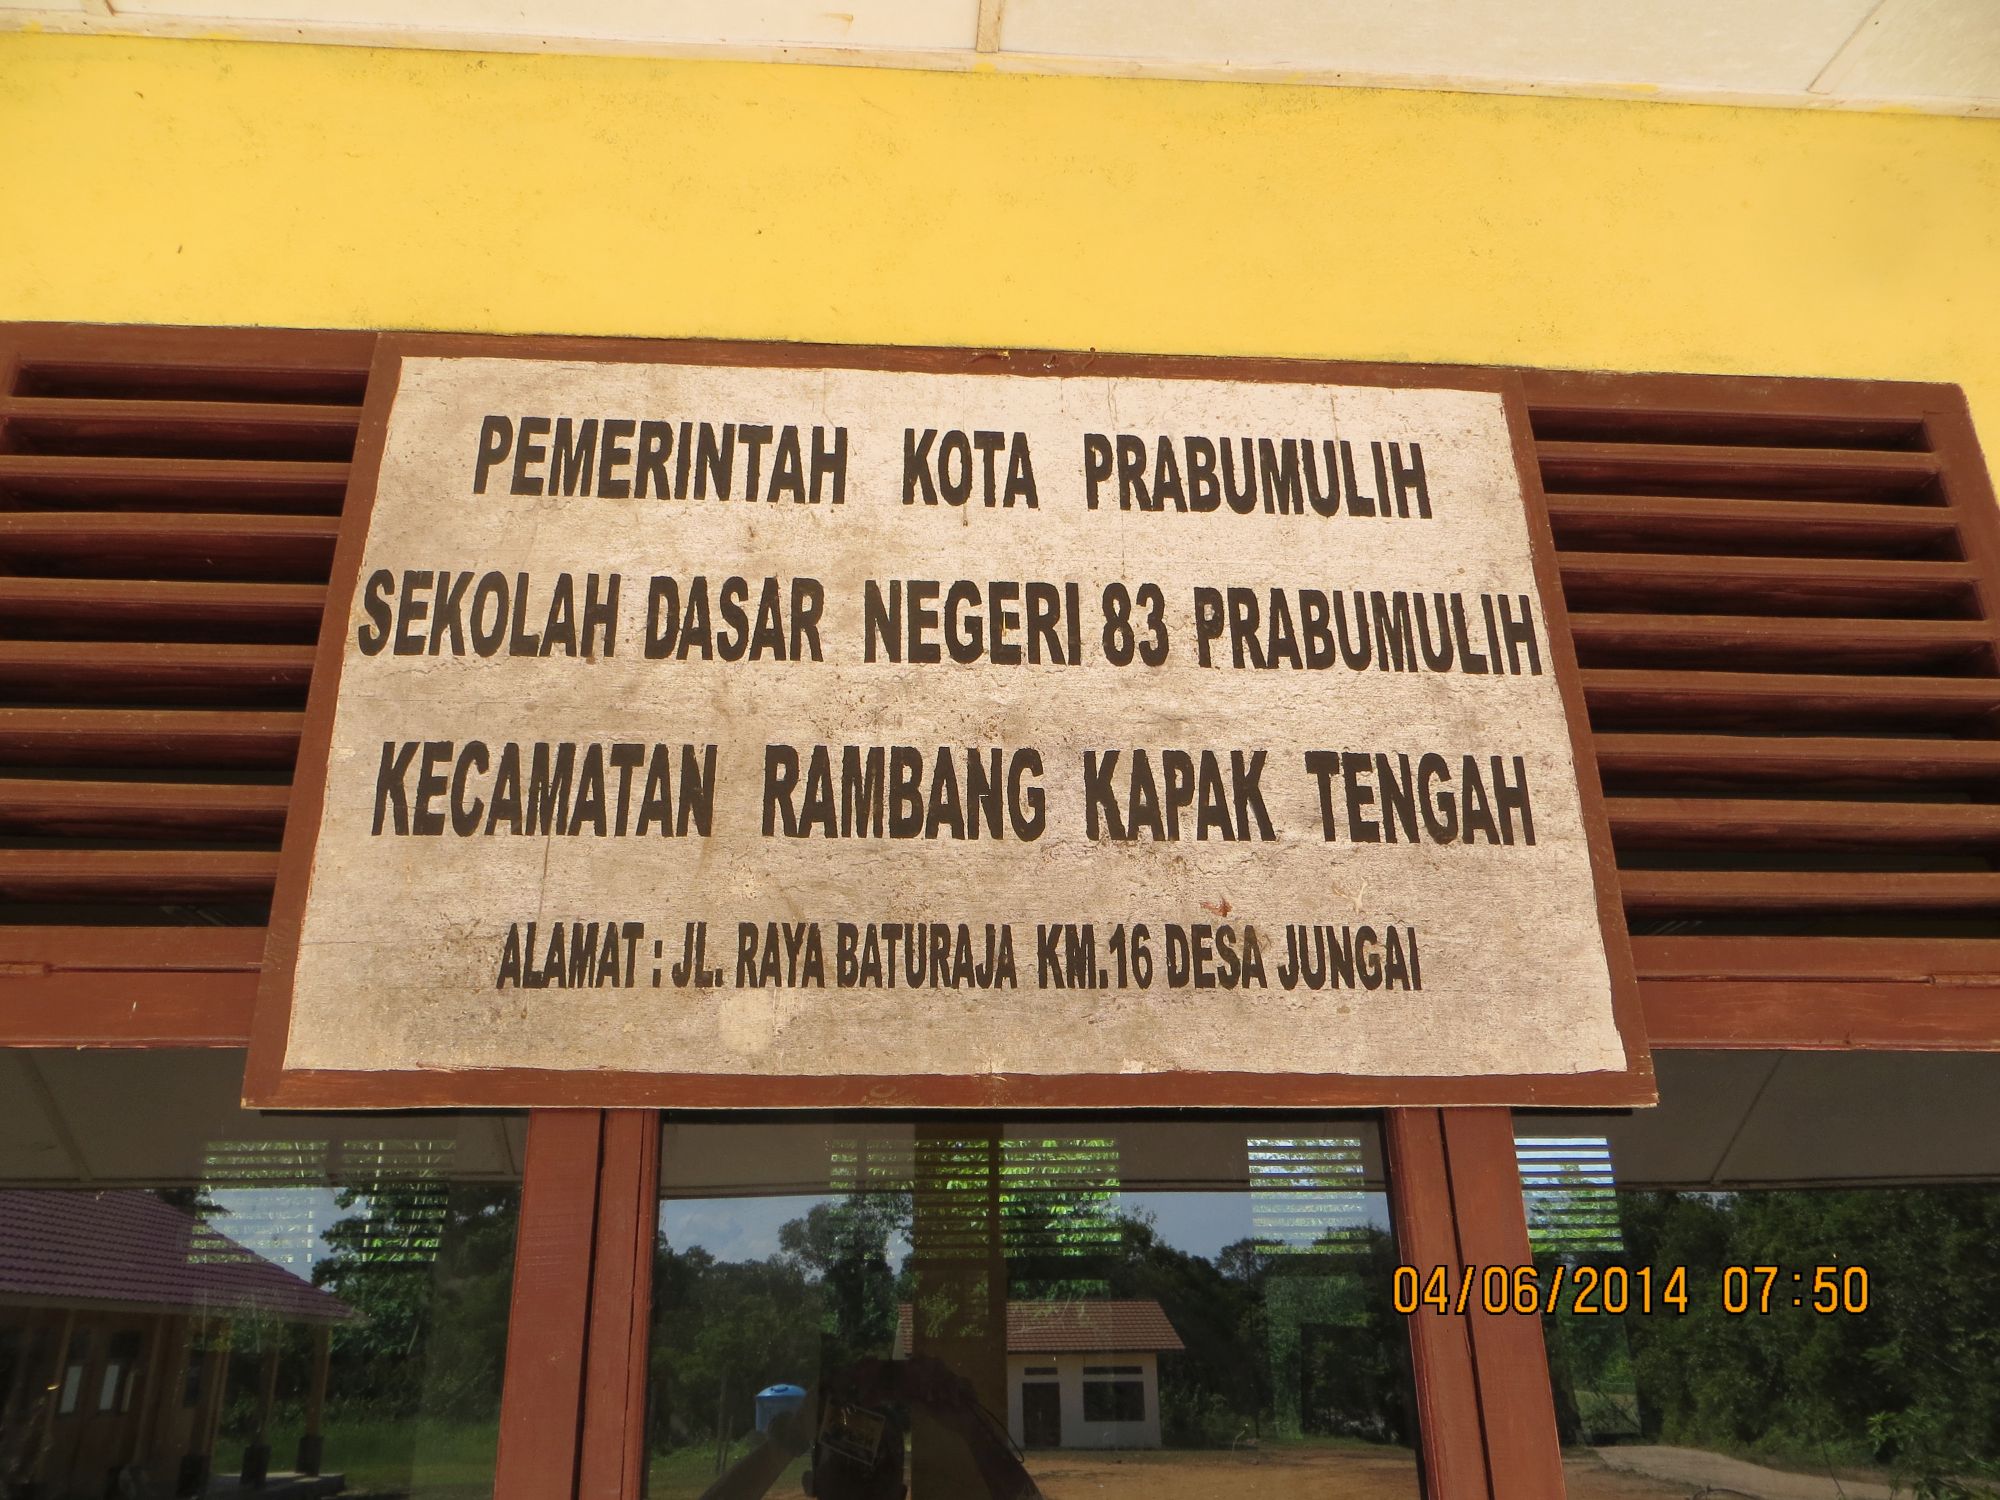 PEMERINTAH KOTA PRABUMULIH
SEKOLAH DASAR NEGERI 83 PRABUMULIH
KECAMATAN RAMBANG KAPAK TENGAH
ALAMAT : JL. RAYA BATURAJA KM.16 DESA JUNGAI
04/06/2014 07:50